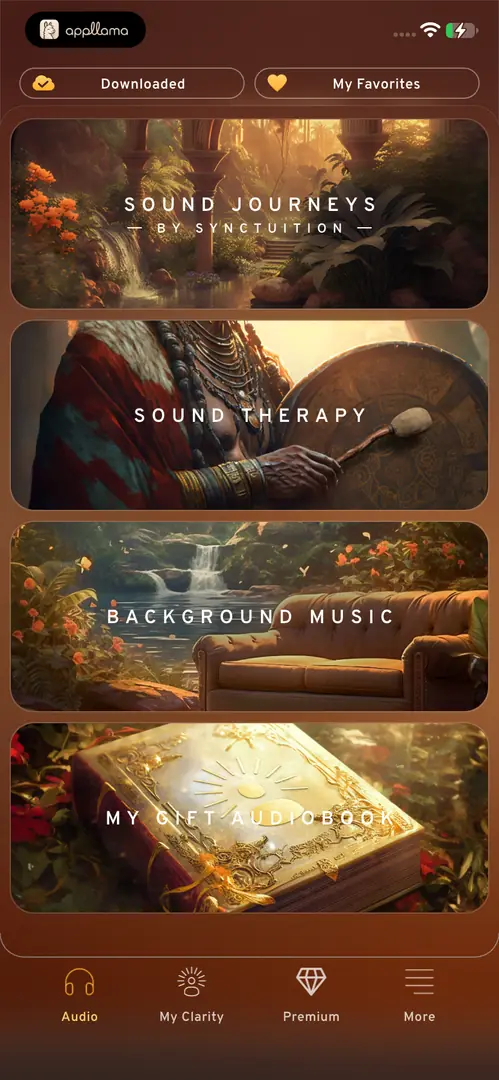 appllama
Downloaded
My Favorites
SOUND JOURNEYS
— BY SYNCTUITION —
SOUND THERAPY
BACKGROUND MUSIC
MY GIFT AUDIOBOOK
Audio
My Clarity
Premium
More